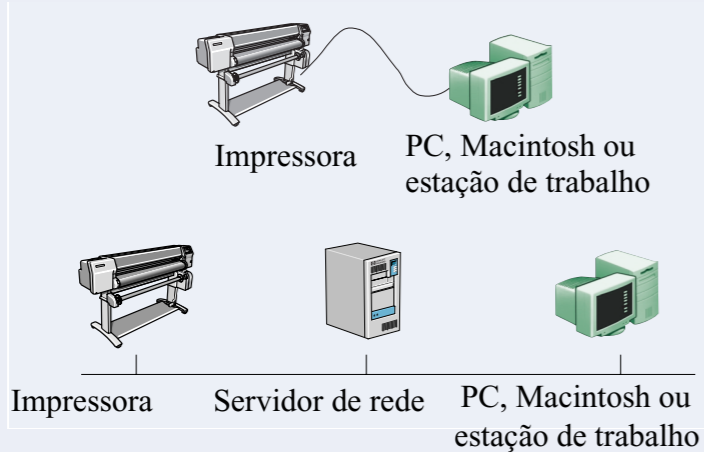 Impressora
PC, Macintosh ou
estação de trabalho
Impressora
Servidor de rede
PC, Macintosh ou
estação de trabalho